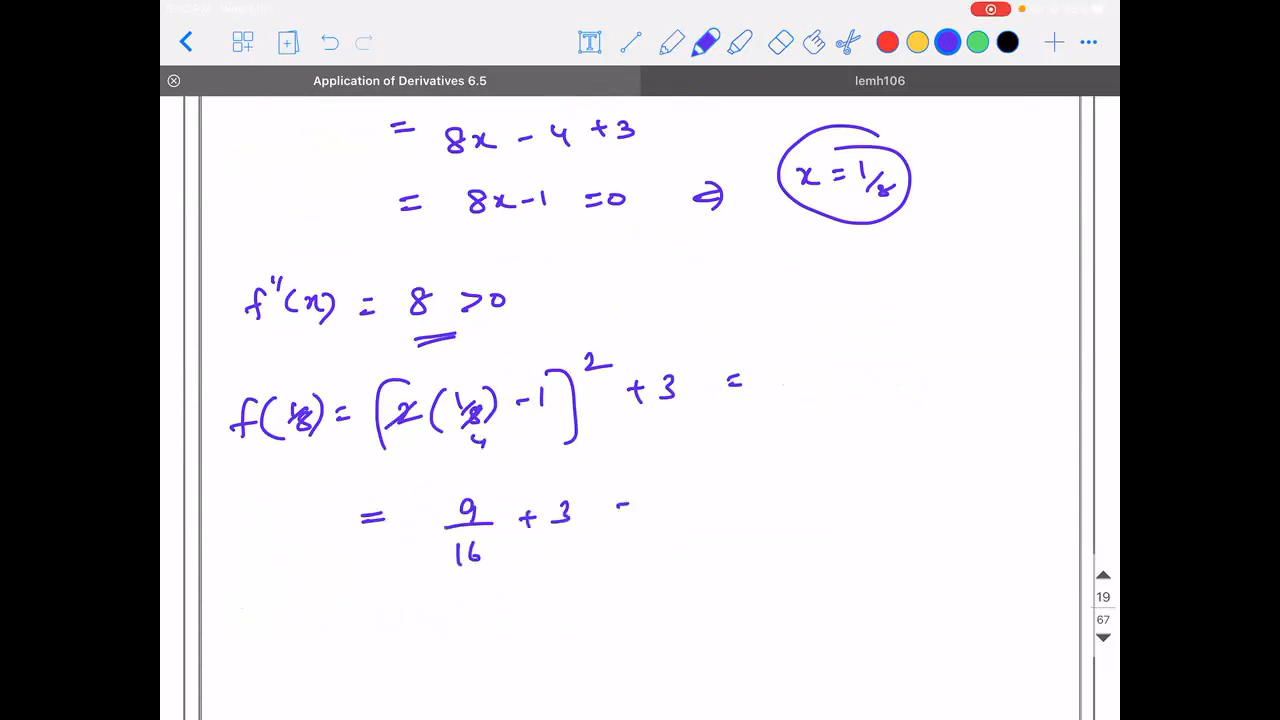 Application of Derivatives 6.5
lemh106
= 8x - 4 + 3
= 8x - 1 = 0 ⇒ x = 1/8
f''(x) = 8 > 0
f(1/8) = [2(1/8) - 1]² + 3 =
4
= 9/16 + 3 -
19
67